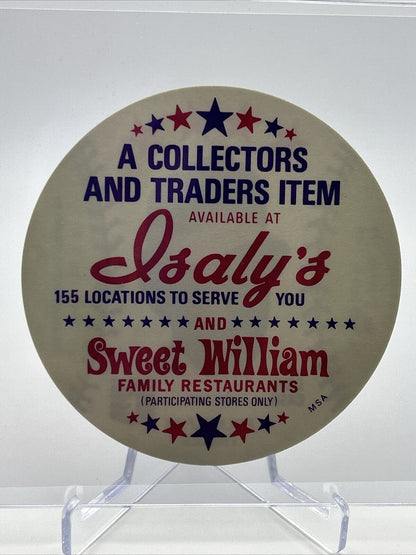 A COLLECTORS
AND TRADERS ITEM
AVAILABLE AT
Isaly's
155 LOCATIONS TO SERVE YOU
AND
Sweet William
FAMILY RESTAURANTS
(PARTICIPATING STORES ONLY)
MSA